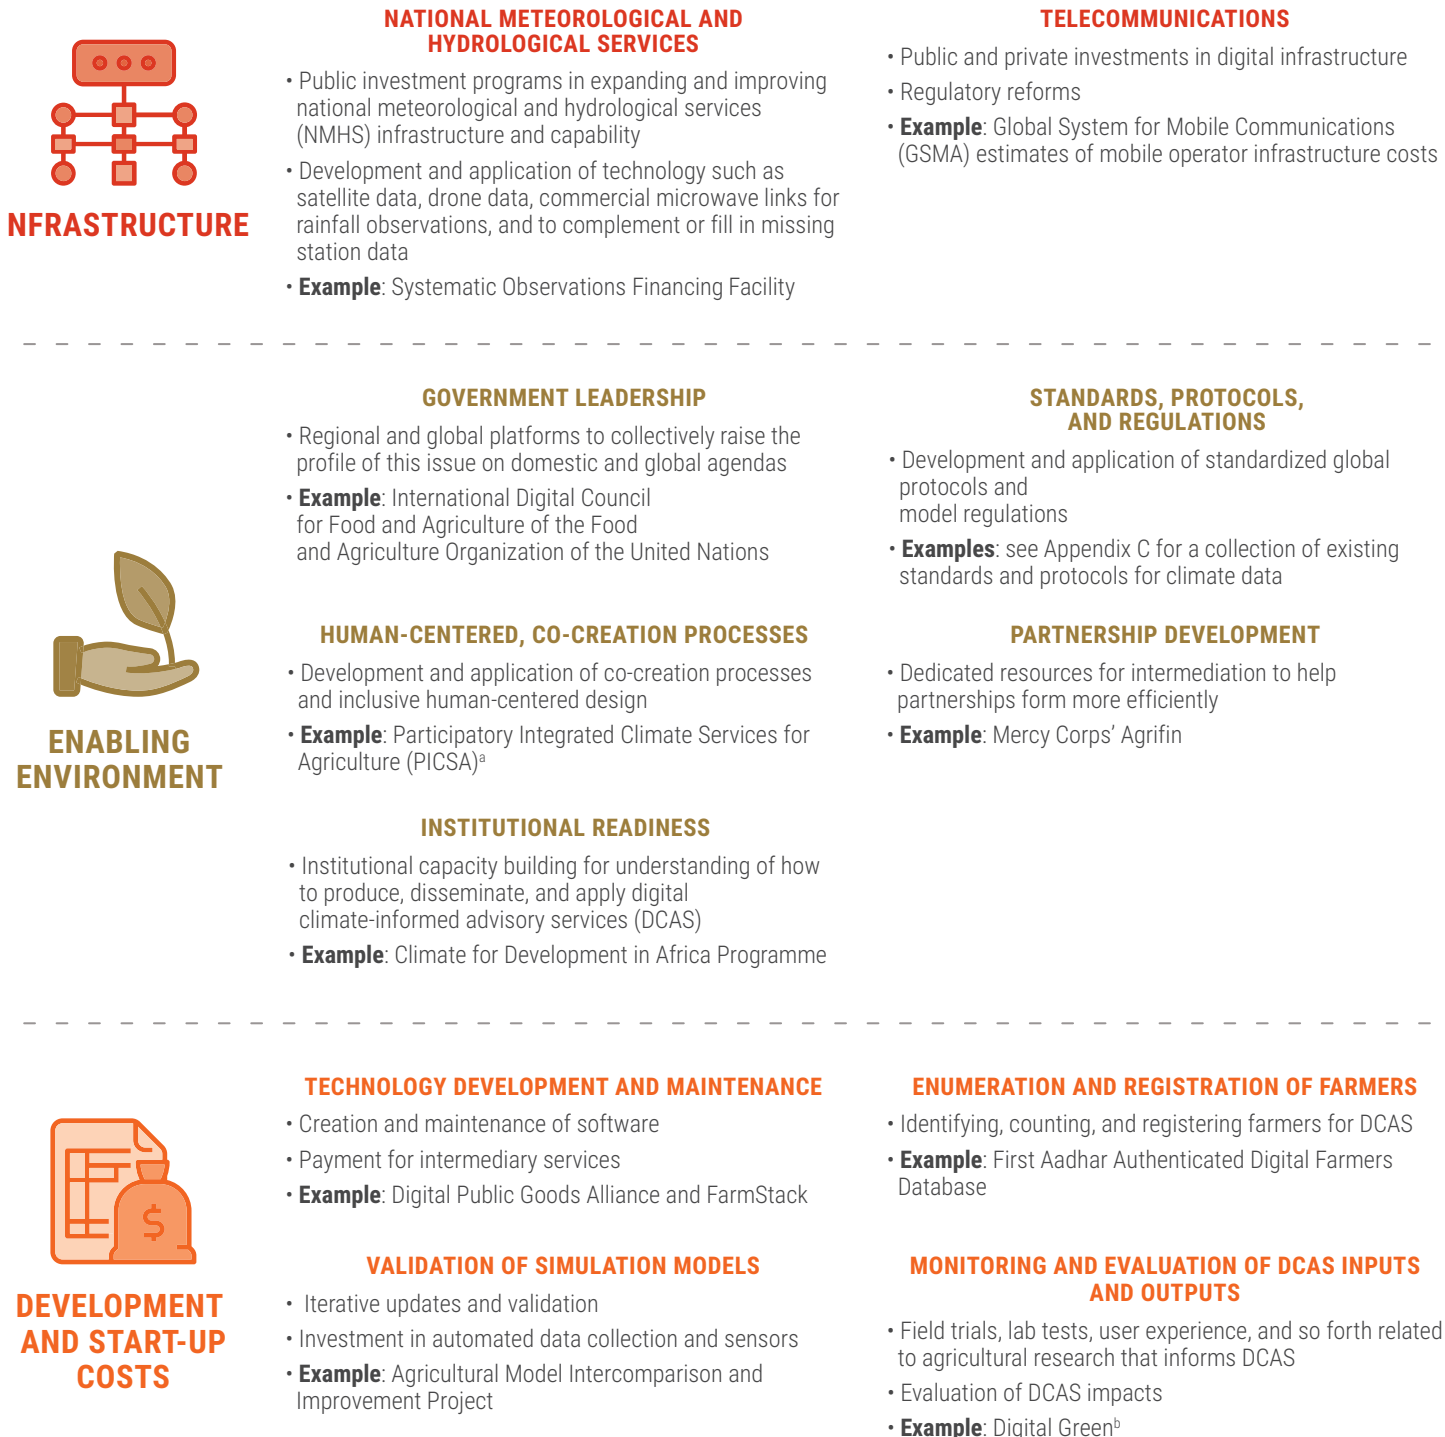 NFRASTRUCTURE
NATIONAL METEOROLOGICAL AND
HYDROLOGICAL SERVICES
• Public investment programs in expanding and improving
national meteorological and hydrological services
(NMHS) infrastructure and capability
• Development and application of technology such as
satellite data, drone data, commercial microwave links for
rainfall observations, and to complement or fill in missing
station data
• Example: Systematic Observations Financing Facility
TELECOMMUNICATIONS
• Public and private investments in digital infrastructure
• Regulatory reforms
• Example: Global System for Mobile Communications
(GSMA) estimates of mobile operator infrastructure costs
ENABLING
ENVIRONMENT
GOVERNMENT LEADERSHIP
• Regional and global platforms to collectively raise the
profile of this issue on domestic and global agendas
• Example: International Digital Council
for Food and Agriculture of the Food
and Agriculture Organization of the United Nations
STANDARDS, PROTOCOLS,
AND REGULATIONS
• Development and application of standardized global
protocols and
model regulations
• Examples: see Appendix C for a collection of existing
standards and protocols for climate data
HUMAN-CENTERED, CO-CREATION PROCESSES
• Development and application of co-creation processes
and inclusive human-centered design
• Example: Participatory Integrated Climate Services for
Agriculture (PICSA)ᵃ
PARTNERSHIP DEVELOPMENT
• Dedicated resources for intermediation to help
partnerships form more efficiently
• Example: Mercy Corps’ Agrifin
INSTITUTIONAL READINESS
• Institutional capacity building for understanding of how
to produce, disseminate, and apply digital
climate-informed advisory services (DCAS)
• Example: Climate for Development in Africa Programme
DEVELOPMENT
AND START-UP
COSTS
TECHNOLOGY DEVELOPMENT AND MAINTENANCE
• Creation and maintenance of software
• Payment for intermediary services
• Example: Digital Public Goods Alliance and FarmStack
ENUMERATION AND REGISTRATION OF FARMERS
• Identifying, counting, and registering farmers for DCAS
• Example: First Aadhar Authenticated Digital Farmers
Database
VALIDATION OF SIMULATION MODELS
• Iterative updates and validation
• Investment in automated data collection and sensors
• Example: Agricultural Model Intercomparison and
Improvement Project
MONITORING AND EVALUATION OF DCAS INPUTS
AND OUTPUTS
• Field trials, lab tests, user experience, and so forth related
to agricultural research that informs DCAS
• Evaluation of DCAS impacts
• Example: Digital Greenᵇ
$